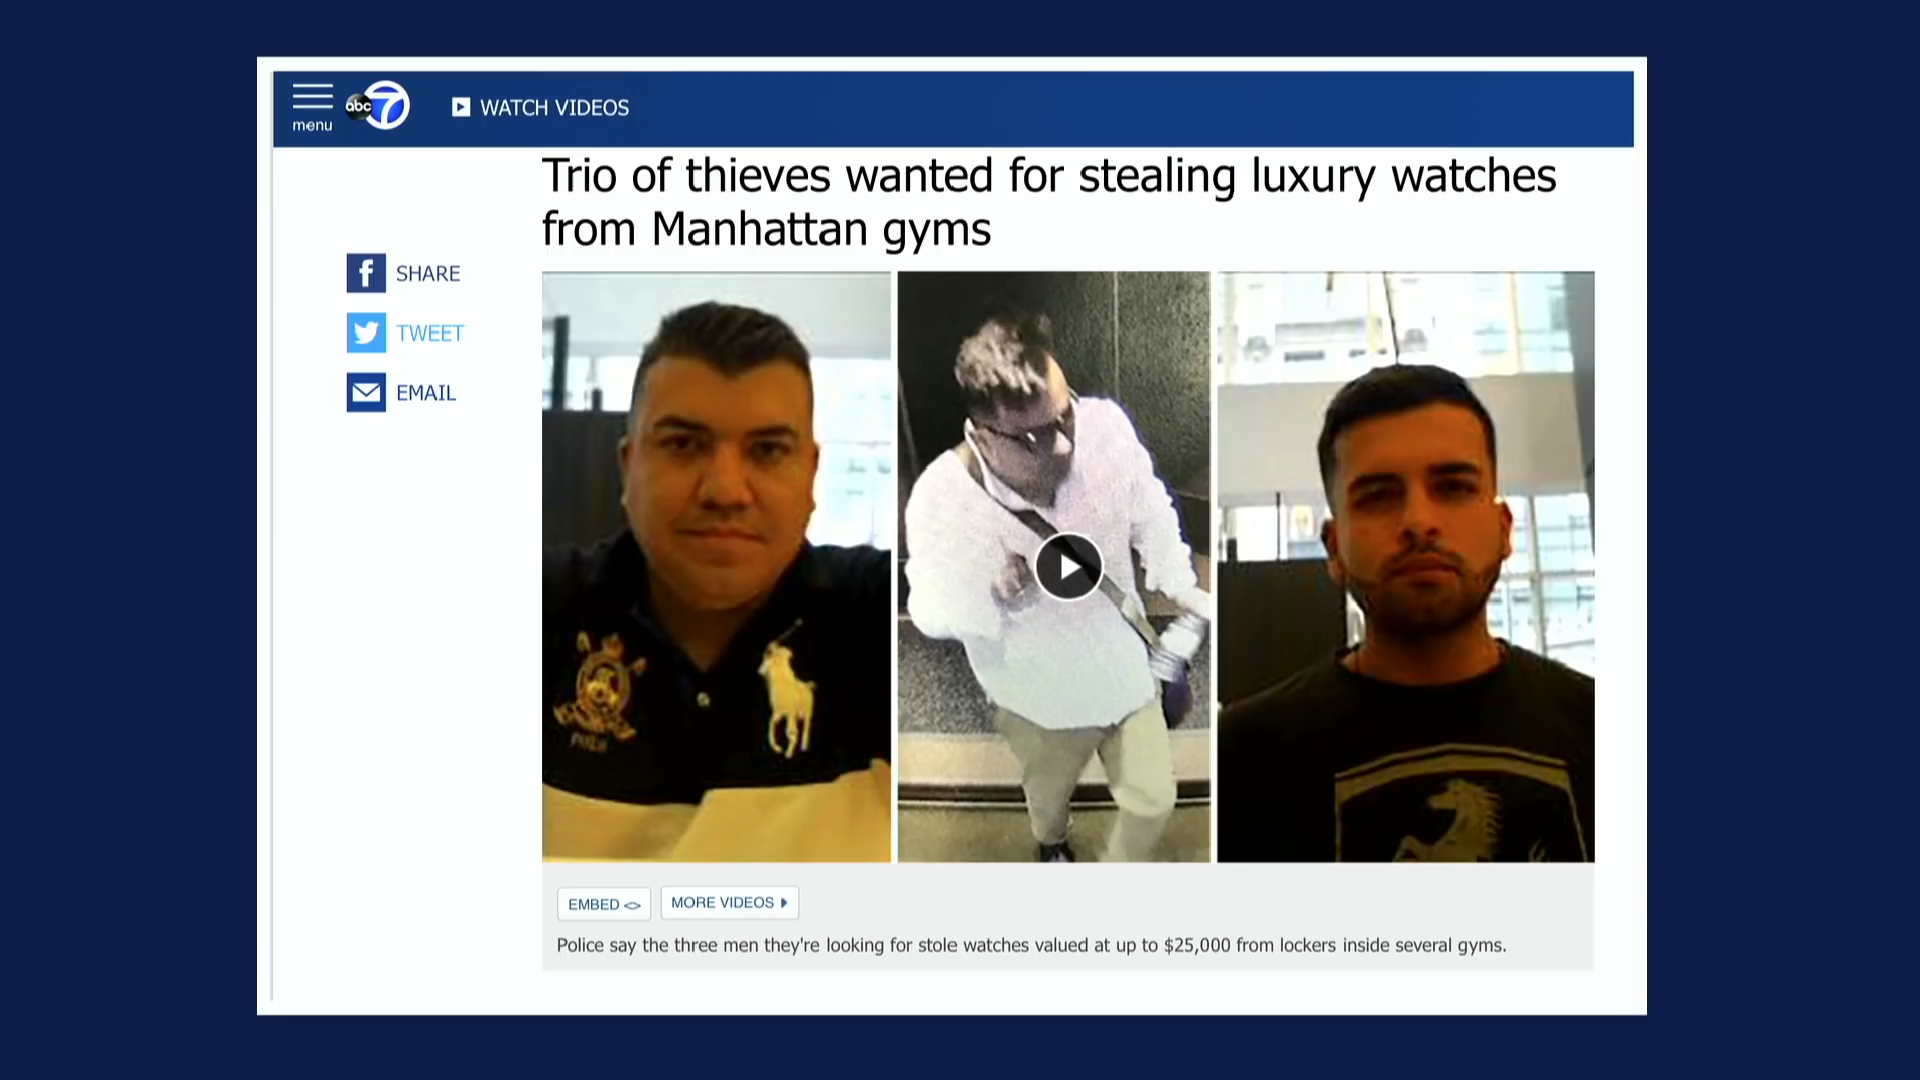 menu
abc 7
WATCH VIDEOS
Trio of thieves wanted for stealing luxury watches
from Manhattan gyms
SHARE
TWEET
EMAIL
EMBED <>
MORE VIDEOS
Police say the three men they're looking for stole watches valued at up to $25,000 from lockers inside several gyms.